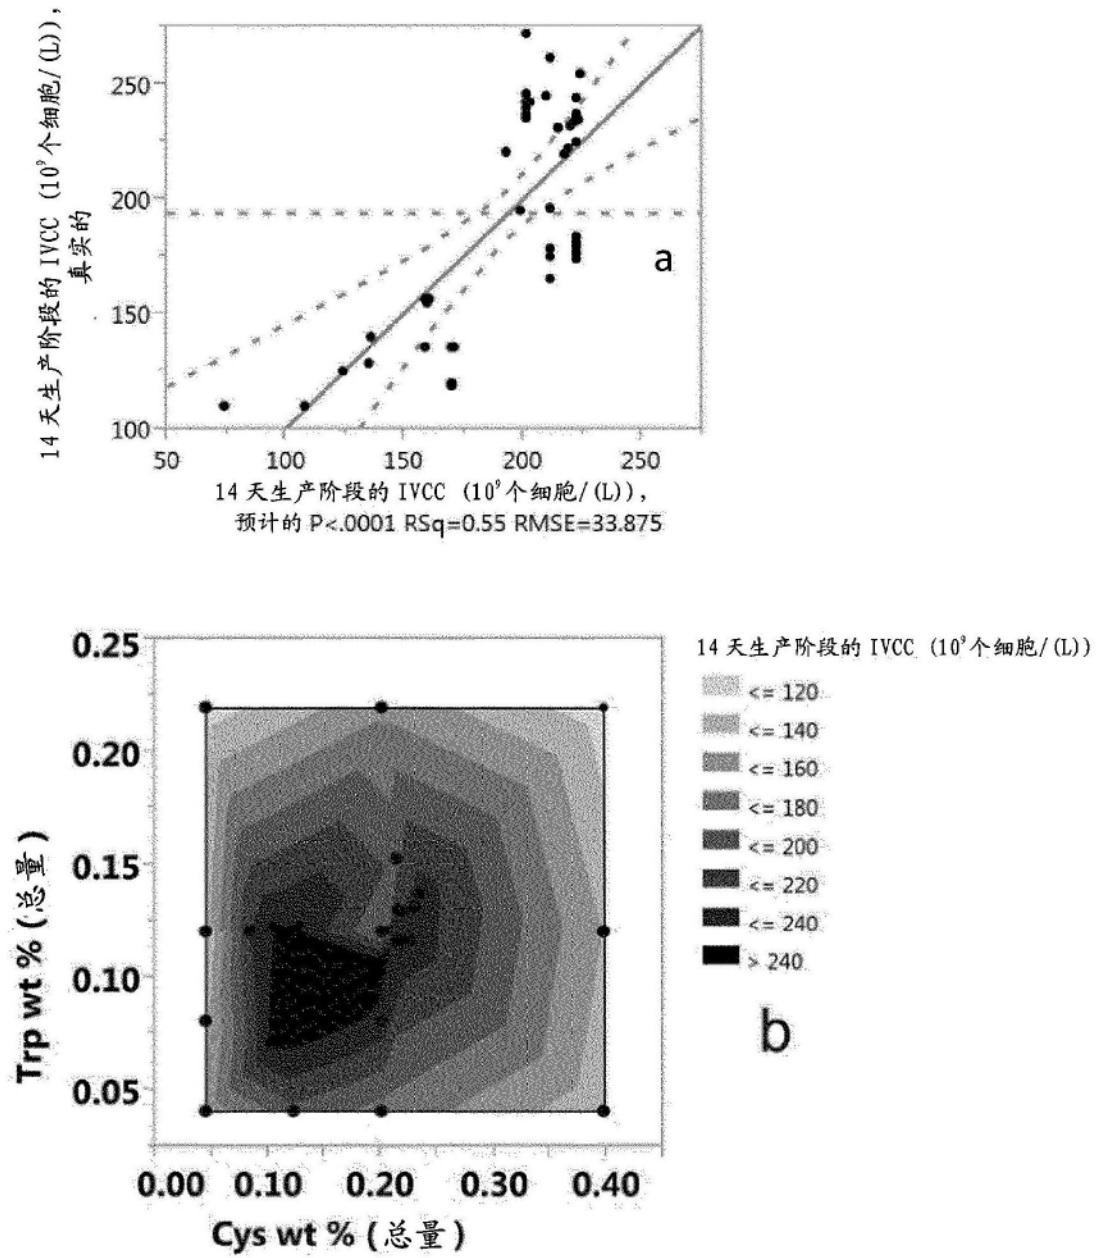 14 天生产阶段的 IVCC (10⁹个细胞/(L)),
真实的
250
200
150
100
a
50 100 150 200 250
14 天生产阶段的 IVCC (10⁹个细胞/(L)),
预计的 P<.0001 RSq=0.55 RMSE=33.875
Trp wt % (总量)
0.25
0.20
0.15
0.10
0.05
0.00 0.10 0.20 0.30 0.40
Cys wt % (总量)
14 天生产阶段的 IVCC (10⁹个细胞/(L))
<= 120
<= 140
<= 160
<= 180
<= 200
<= 220
<= 240
> 240
b